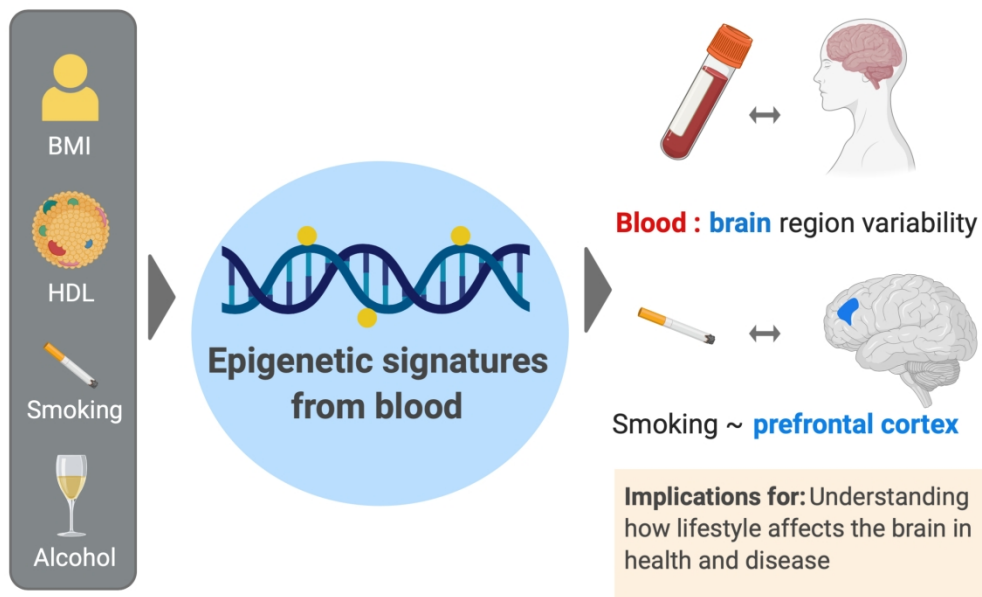 BMI
HDL
Smoking
Alcohol
Epigenetic signatures
from blood
Blood : brain region variability
Smoking ~ prefrontal cortex
Implications for: Understanding
how lifestyle affects the brain in
health and disease